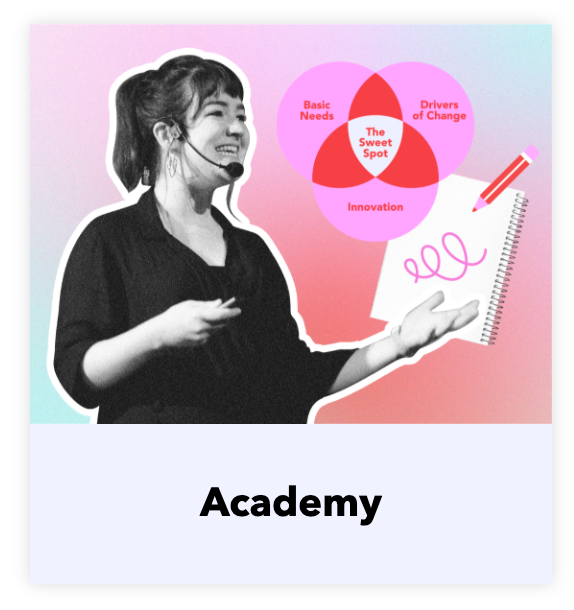 Basic
Needs
Drivers
of Change
The
Sweet
Spot
Innovation
Academy